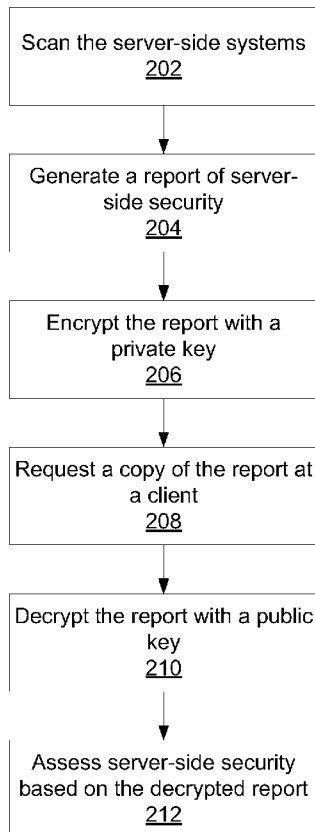 Scan the server-side systems
202
Generate a report of server-
side security
204
Encrypt the report with a
private key
206
Request a copy of the report at
a client
208
Decrypt the report with a public
key
210
Assess server-side security
based on the decrypted report
212